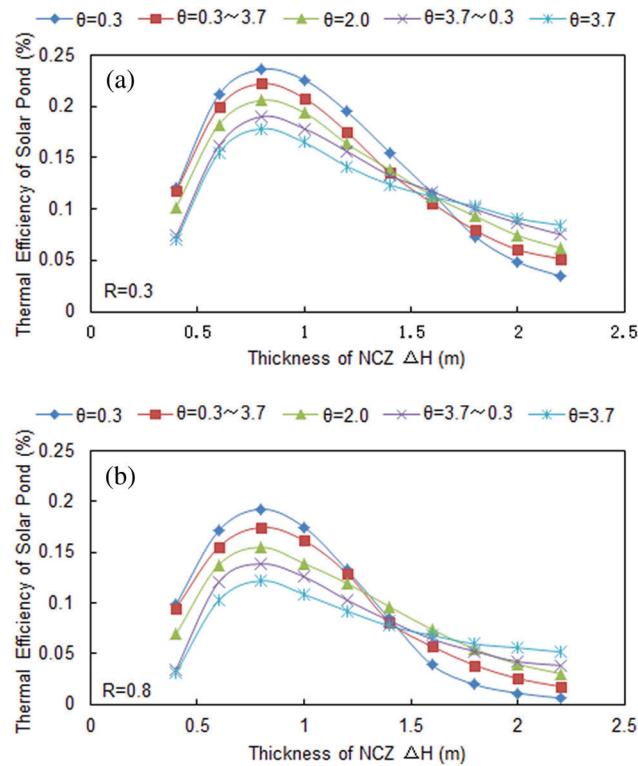 θ=0.3 θ=0.3~3.7 θ=2.0 θ=3.7~0.3 θ=3.7
(a)
Thermal Efficiency of Solar Pond (%)
0.25
0.2
0.15
0.1
0.05
0
R=0.3
0 0.5 1 1.5 2 2.5
Thickness of NCZ △H (m)
θ=0.3 θ=0.3~3.7 θ=2.0 θ=3.7~0.3 θ=3.7
(b)
Thermal Efficiency of Solar Pond (%)
0.25
0.2
0.15
0.1
0.05
0
R=0.8
0 0.5 1 1.5 2 2.5
Thickness of NCZ △H (m)